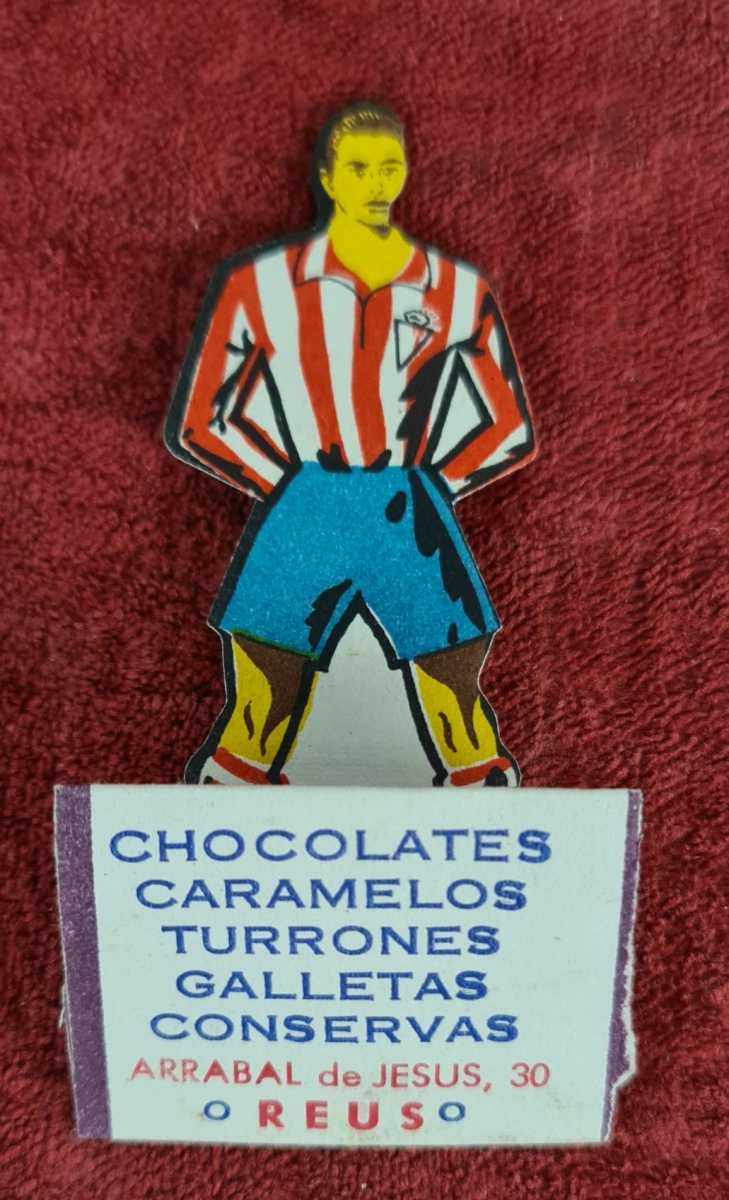 CHOCOLATES
CARAMELOS
TURRONES
GALLETAS
CONSERVAS
ARRABAL de JESUS, 30
O REUS O